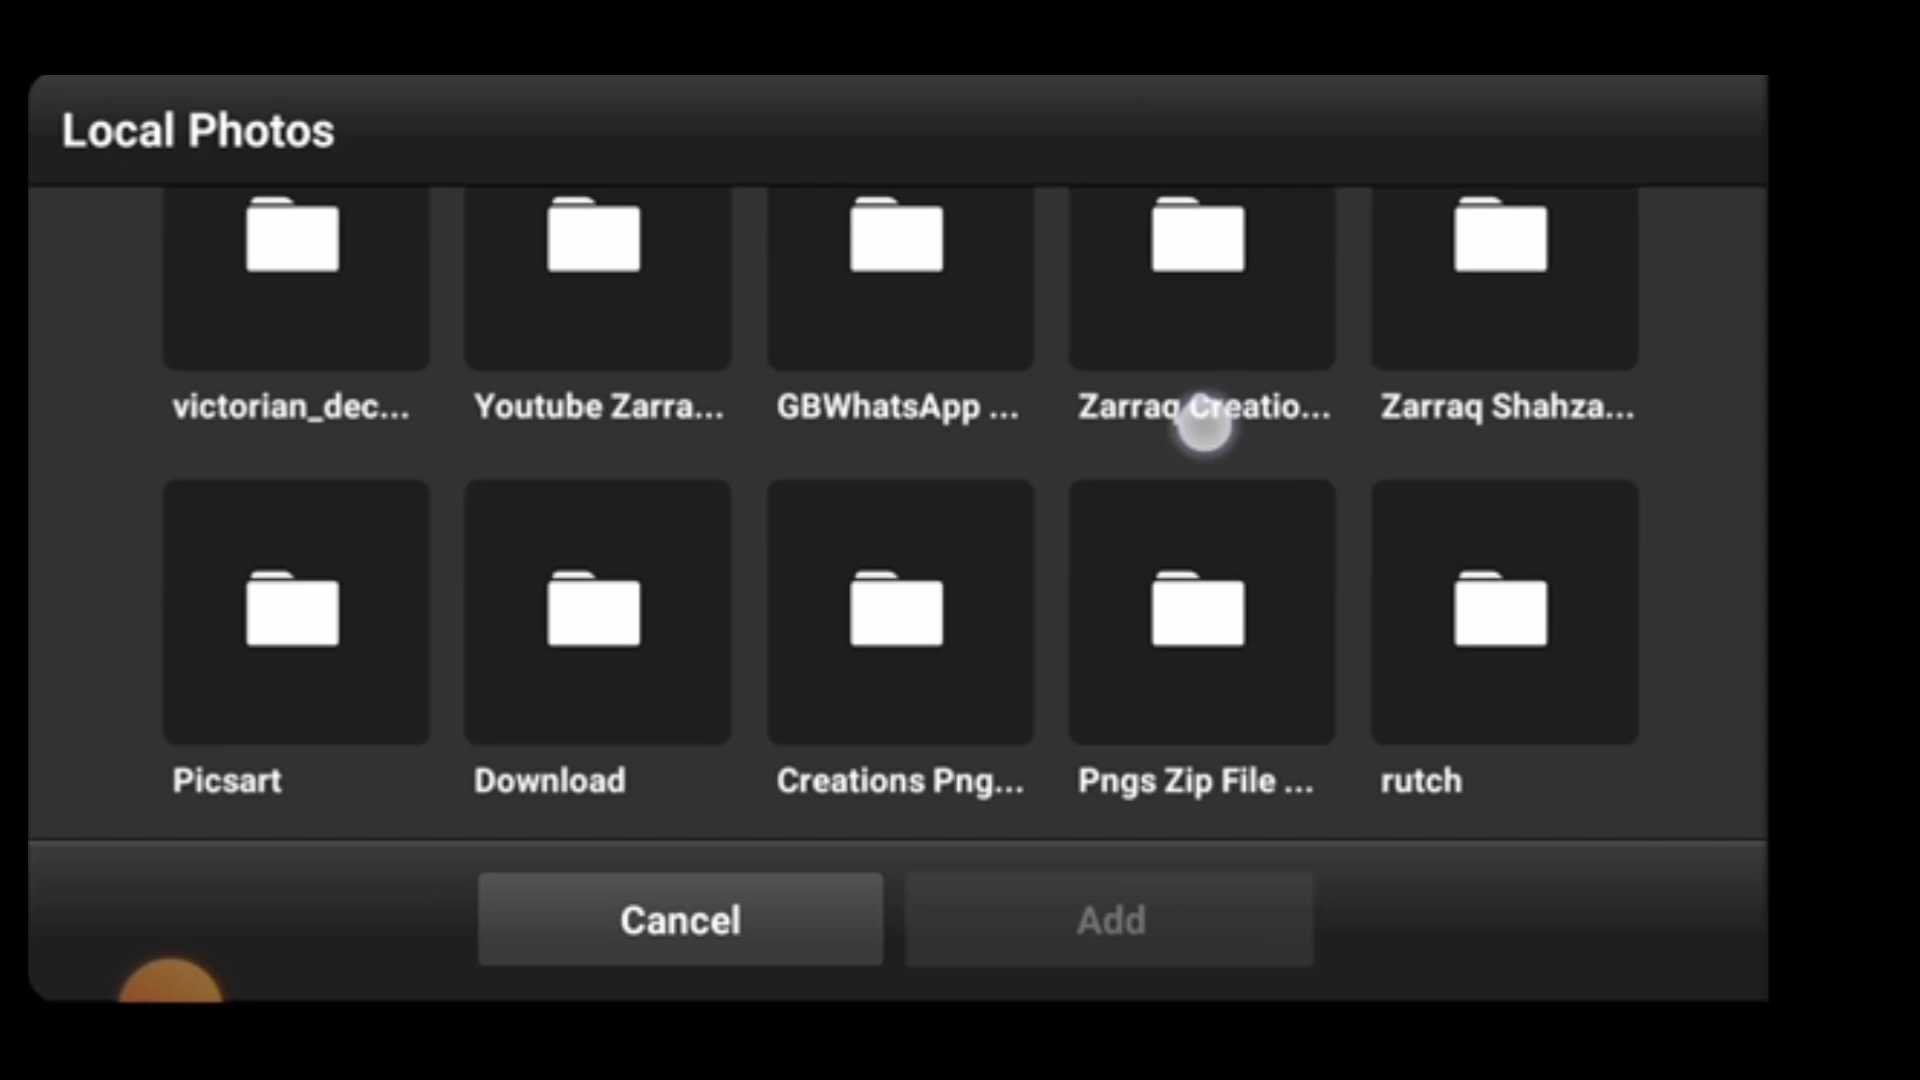 Local Photos
victorian_dec...
Youtube Zarra...
GBWhatsApp ...
Zarraq Creatio...
Zarraq Shahza...
Picsart
Download
Creations Png...
Pngs Zip File ...
rutch
Cancel
Add